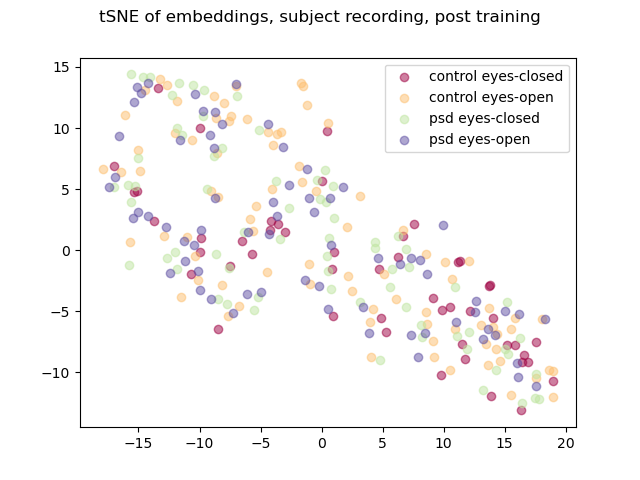 tSNE of embeddings, subject recording, post training
control eyes-closed
control eyes-open
psd eyes-closed
psd eyes-open
15
10
5
0
−5
−10
−15 −10 −5 0 5 10 15 20